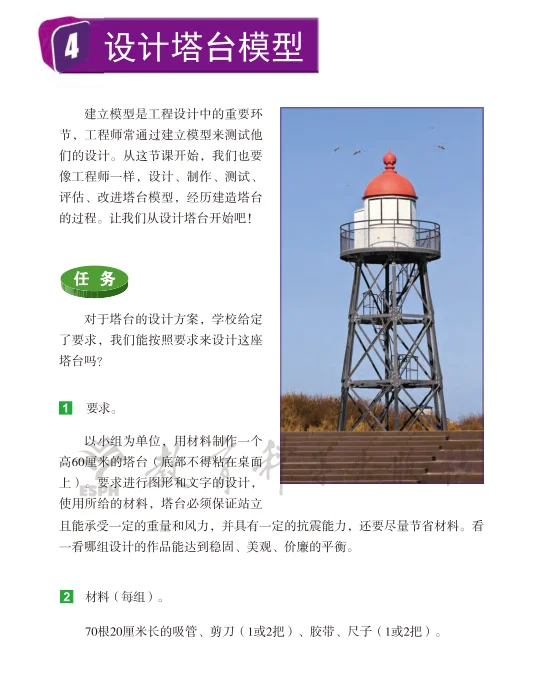 4 设计塔台模型
建立模型是工程设计中的重要环
节，工程师常通过建立模型来测试他
们的设计。从这节课开始，我们也要
像工程师一样，设计、制作、测试、
评估、改进塔台模型，经历建造塔台
的过程。让我们从设计塔台开始吧！
任务
对于塔台的设计方案，学校给定
了要求，我们能按照要求来设计这座
塔台吗？
1 要求。
以小组为单位，用材料制作一个
高60厘米的塔台（底部不得粘在桌面
上）。要求进行图形和文字的设计，
使用所给的材料，塔台必须保证站立
且能承受一定的重量和风力，并具有一定的抗震能力，还要尽量节省材料。看
一看哪组设计的作品能达到稳固、美观、价廉的平衡。
ESPH 教育科学出版社
2 材料（每组）。
70根20厘米长的吸管、剪刀（1或2把）、胶带、尺子（1或2把）。